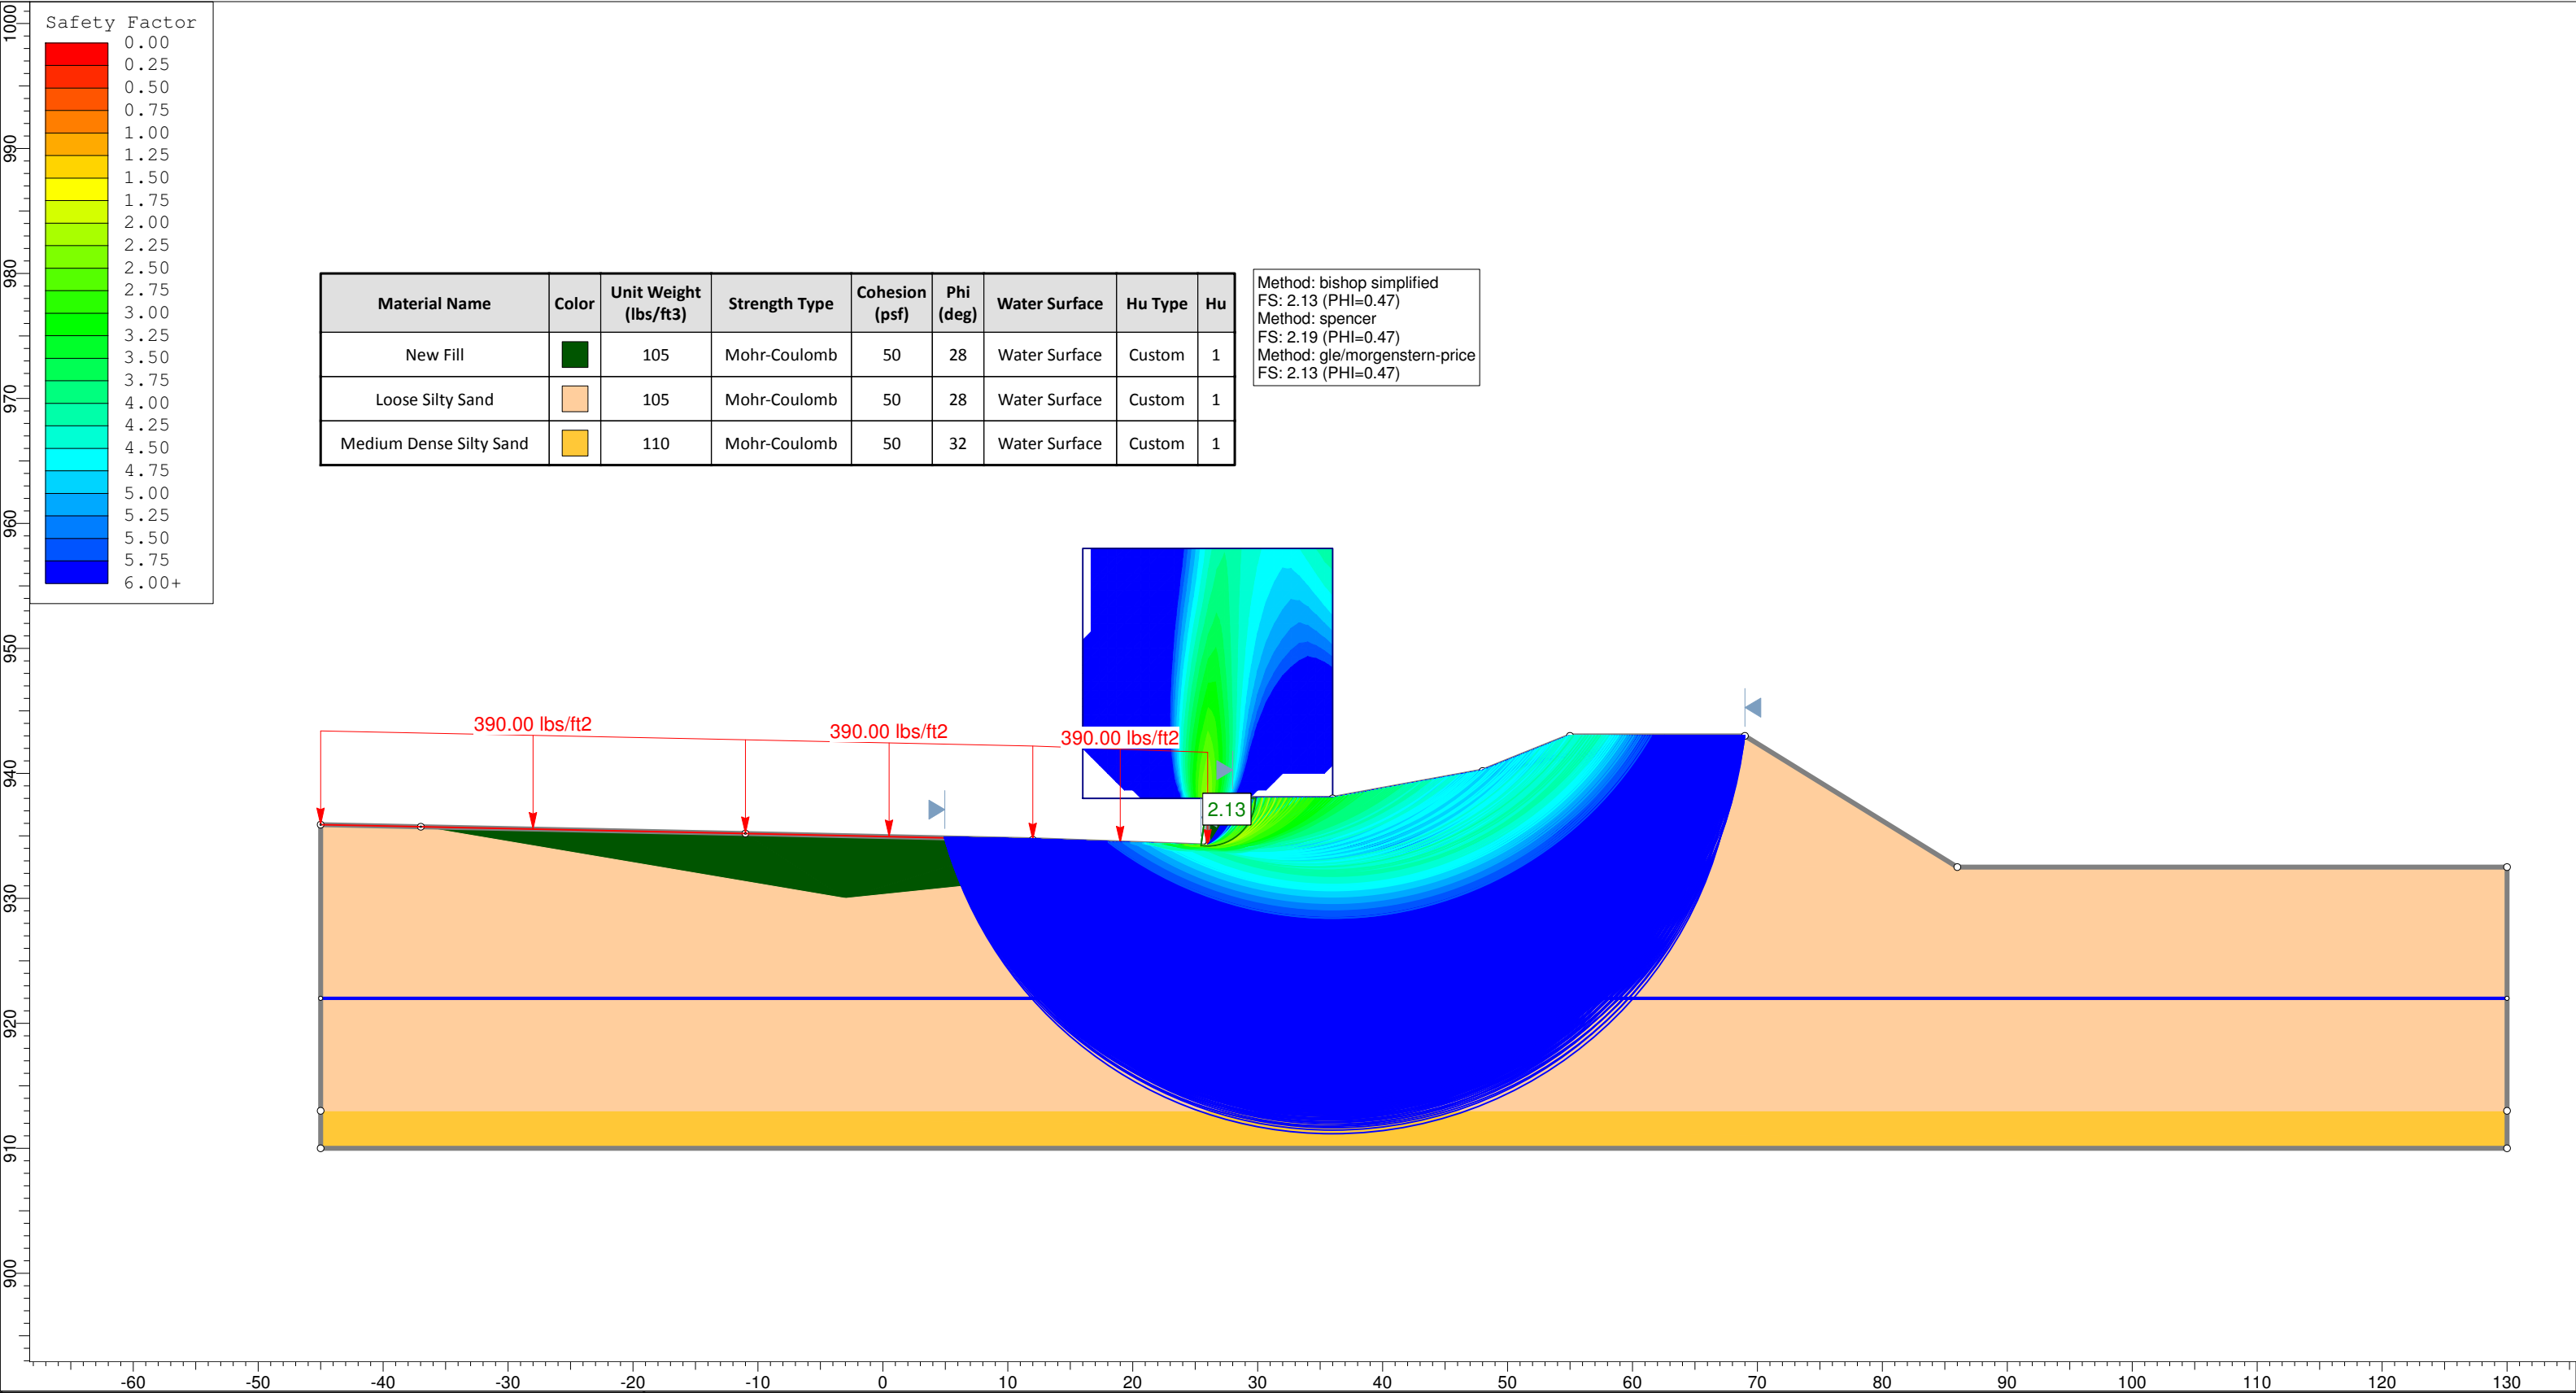 Safety Factor
0.00
0.25
0.50
0.75
1.00
1.25
1.50
1.75
2.00
2.25
2.50
2.75
3.00
3.25
3.50
3.75
4.00
4.25
4.50
4.75
5.00
5.25
5.50
5.75
6.00+
Material Name Color Unit Weight (lbs/ft3) Strength Type Cohesion (psf) Phi (deg) Water Surface Hu Type Hu
New Fill 105 Mohr-Coulomb 50 28 Water Surface Custom 1
Loose Silty Sand 105 Mohr-Coulomb 50 28 Water Surface Custom 1
Medium Dense Silty Sand 110 Mohr-Coulomb 50 32 Water Surface Custom 1
Method: bishop simplified
FS: 2.13 (PHI=0.47)
Method: spencer
FS: 2.19 (PHI=0.47)
Method: gle/morgenstern-price
FS: 2.13 (PHI=0.47)
390.00 lbs/ft2
390.00 lbs/ft2
390.00 lbs/ft2
2.13
1000
990
980
970
960
950
940
930
920
910
900
-60 -50 -40 -30 -20 -10 0 10 20 30 40 50 60 70 80 90 100 110 120 130